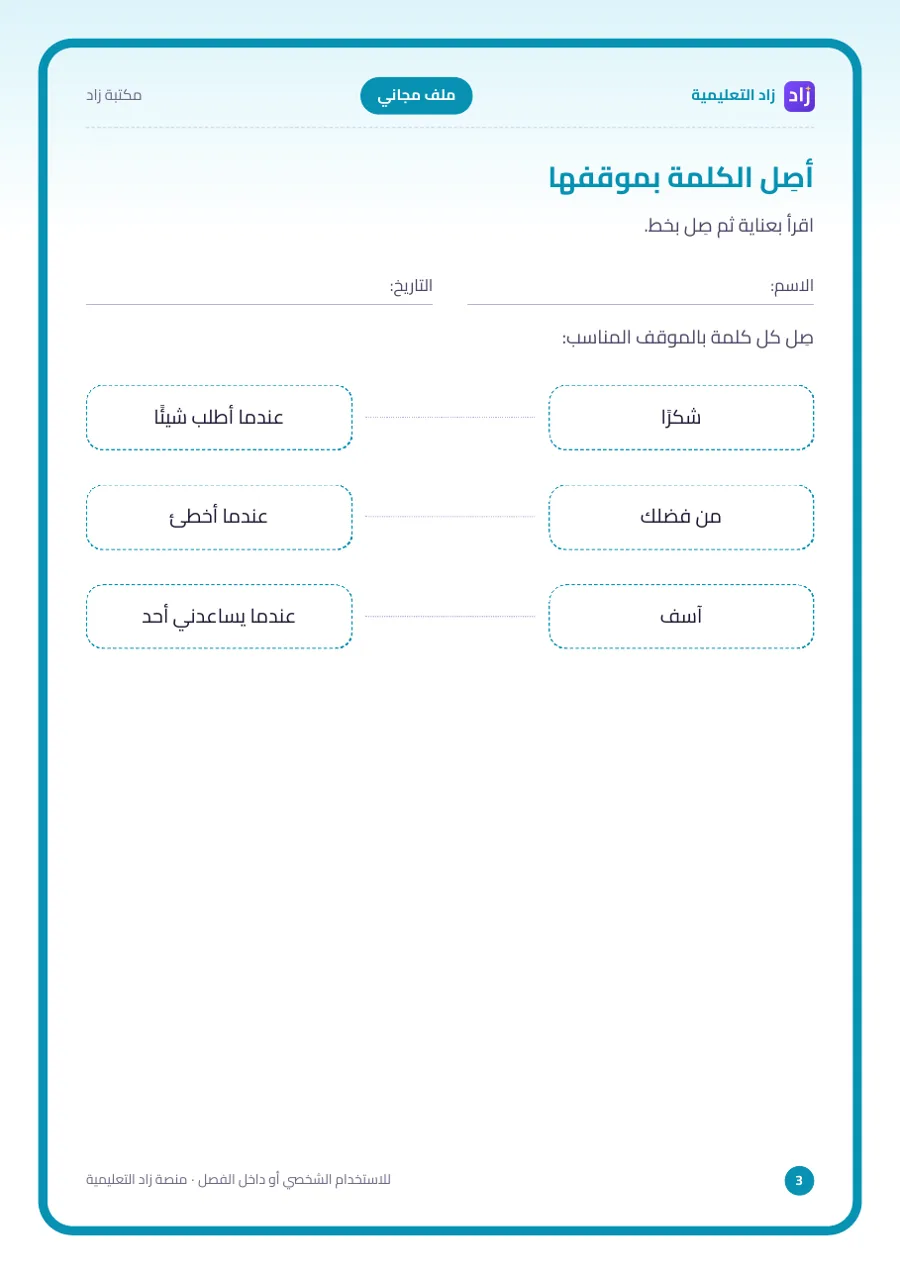 زاد زاد التعليمية
ملف مجاني
مكتبة زاد
أصِل الكلمة بموقفها
اقرأ بعناية ثم صِل بخط.
الاسم:
التاريخ:
صِل كل كلمة بالموقف المناسب:
شكرًا
عندما أطلب شيئًا
من فضلك
عندما أخطئ
آسف
عندما يساعدني أحد
3
للاستخدام الشخصي أو داخل الفصل · منصة زاد التعليمية